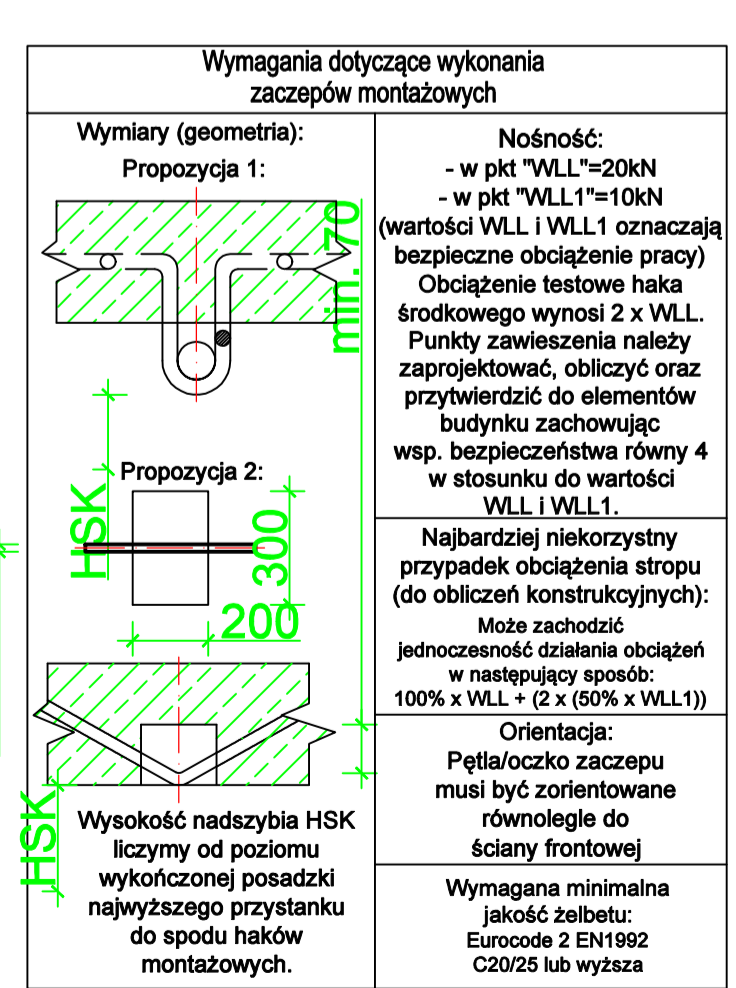 Wymagania dotyczące wykonania
zaczepów montażowych
Wymiary (geometria):
Propozycja 1:
min. 70
HSK
Propozycja 2:
300
200
HSK
Wysokość nadszybia HSK
liczymy od poziomu
wykończonej posadzki
najwyższego przystanku
do spodu haków
montażowych.
Nośność:
- w pkt "WLL"=20kN
- w pkt "WLL1"=10kN
(wartości WLL i WLL1 oznaczają
bezpieczne obciążenie pracy)
Obciążenie testowe haka
środkowego wynosi 2 x WLL.
Punkty zawieszenia należy
zaprojektować, obliczyć oraz
przytwierdzić do elementów
budynku zachowując
wsp. bezpieczeństwa równy 4
w stosunku do wartości
WLL i WLL1.
Najbardziej niekorzystny
przypadek obciążenia stropu
(do obliczeń konstrukcyjnych):
Może zachodzić
jednoczesność działania obciążeń
w następujący sposób:
100% x WLL + (2 x (50% x WLL1))
Orientacja:
Pętla/oczko zaczepu
musi być zorientowane
równolegle do
ściany frontowej
Wymagana minimalna
jakość żelbetu:
Eurocode 2 EN1992
C20/25 lub wyższa